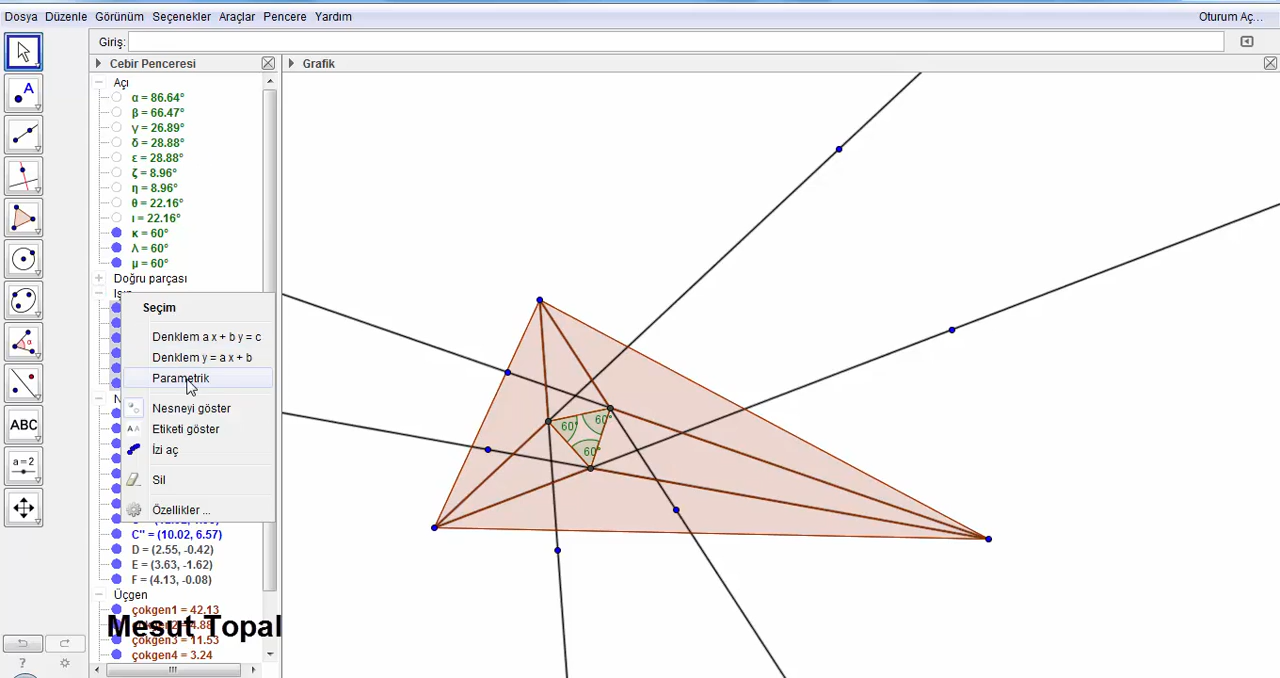 Dosya Düzenle Görünüm Seçenekler Araçlar Pencere Yardım Oturum Aç...
Giriş:
Cebir Penceresi
Grafik
Açı
α = 86.64°
β = 66.47°
γ = 26.89°
δ = 28.88°
ε = 28.88°
ζ = 8.96°
η = 8.96°
θ = 22.16°
ι = 22.16°
κ = 60°
λ = 60°
μ = 60°
Doğru parçası
Seçim
Denklem a x + b y = c
Denklem y = a x + b
Parametrik
Nesneyi göster
Etiketi göster
İzi aç
Sil
Özellikler ...
C'' = (10.02, 6.57)
D = (2.55, -0.42)
E = (3.63, -1.62)
F = (4.13, -0.08)
Üçgen
çokgen1 = 42.13
Mesut Topal
çokgen3 = 11.53
çokgen4 = 3.24
A
α
ABC
a = 2
60°
60°
60°
?